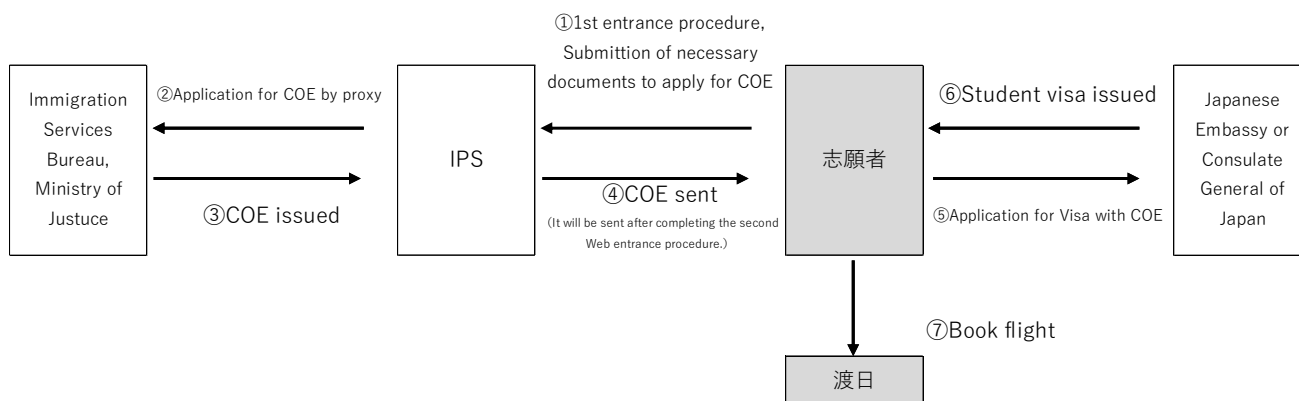 ①1st entrance procedure,
Submittion of necessary
documents to apply for COE
Immigration
Services
Bureau,
Ministry of
Justuce
②Application for COE by proxy
③COE issued
IPS
④COE sent
(It will be sent after completing the second
Web entrance procedure.)
志願者
⑥Student visa issued
⑤Application for Visa with COE
Japanese
Embassy or
Consulate
General of
Japan
⑦Book flight
渡日